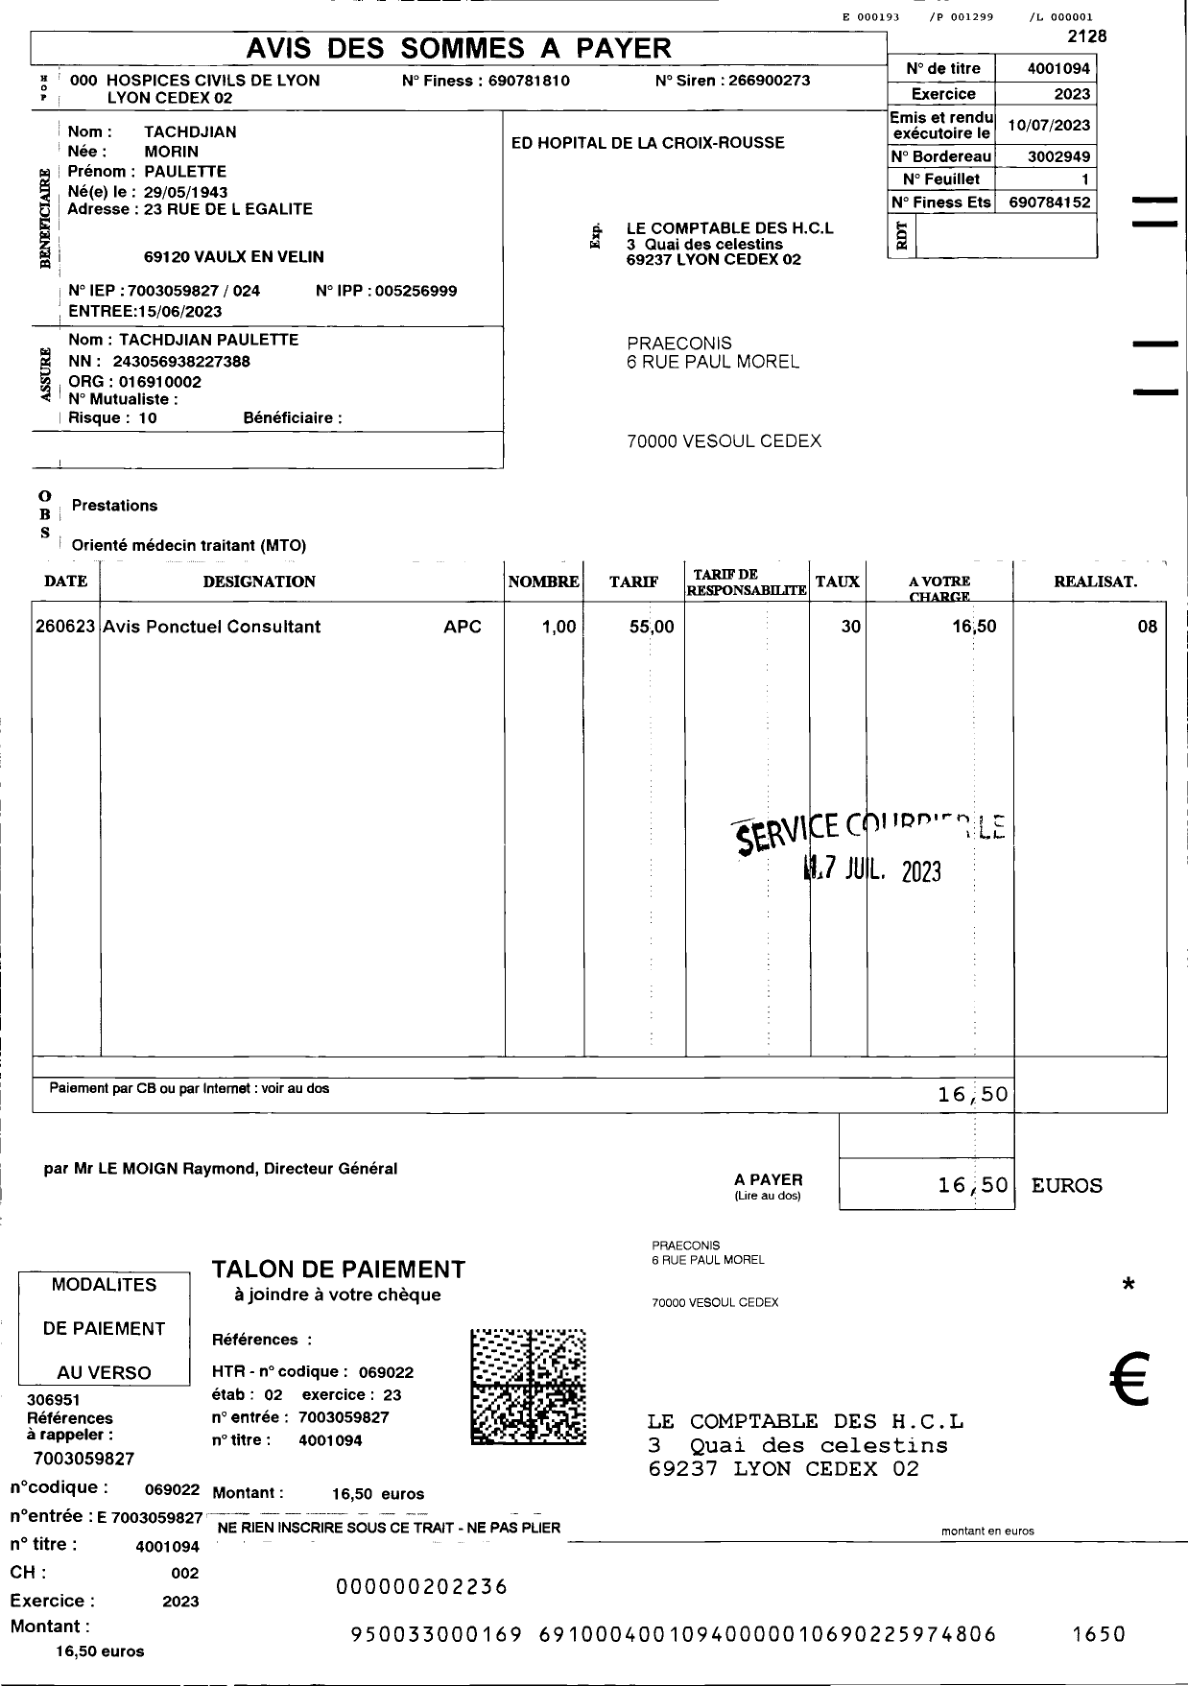 E 000193 /P 001299 /L 000001
2128
AVIS DES SOMMES A PAYER
HOP
000 HOSPICES CIVILS DE LYON N° Finess : 690781810 N° Siren : 266900273
LYON CEDEX 02
N° de titre 4001094
Exercice 2023
Emis et rendu exécutoire le 10/07/2023
N° Bordereau 3002949
N° Feuillet 1
N° Finess Ets 690784152
RDT
BENEFICIAIRE
Nom : TACHDJIAN
Née : MORIN
Prénom : PAULETTE
Né(e) le : 29/05/1943
Adresse : 23 RUE DE L EGALITE
69120 VAULX EN VELIN
N° IEP : 7003059827 / 024 N° IPP : 005256999
ENTREE:15/06/2023
ED HOPITAL DE LA CROIX-ROUSSE
Exp.
LE COMPTABLE DES H.C.L
3 Quai des celestins
69237 LYON CEDEX 02
ASSURE
Nom : TACHDJIAN PAULETTE
NN : 243056938227388
ORG : 016910002
N° Mutualiste :
Risque : 10 Bénéficiaire :
PRAECONIS
6 RUE PAUL MOREL
70000 VESOUL CEDEX
OBS
Prestations
Orienté médecin traitant (MTO)
DATE DESIGNATION NOMBRE TARIF TARIF DE RESPONSABILITE TAUX A VOTRE CHARGE REALISAT.
260623 Avis Ponctuel Consultant APC 1,00 55,00 30 16,50 08
SERVICE COURRIER LE
7 JUIL. 2023
Paiement par CB ou par Internet : voir au dos 16,50
par Mr LE MOIGN Raymond, Directeur Général
A PAYER 16,50 EUROS
(Lire au dos)
MODALITES
DE PAIEMENT
AU VERSO
306951
Références
à rappeler :
7003059827
n°codique : 069022
n°entrée : E 7003059827
n° titre : 4001094
CH : 002
Exercice : 2023
Montant :
16,50 euros
TALON DE PAIEMENT
à joindre à votre chèque
Références :
HTR - n° codique : 069022
étab : 02 exercice : 23
n° entrée : 7003059827
n° titre : 4001094
Montant : 16,50 euros
PRAECONIS
6 RUE PAUL MOREL
70000 VESOUL CEDEX
*
€
LE COMPTABLE DES H.C.L
3 Quai des celestins
69237 LYON CEDEX 02
NE RIEN INSCRIRE SOUS CE TRAIT - NE PAS PLIER
montant en euros
000000202236
950033000169 69100040010940000010690225974806 1650